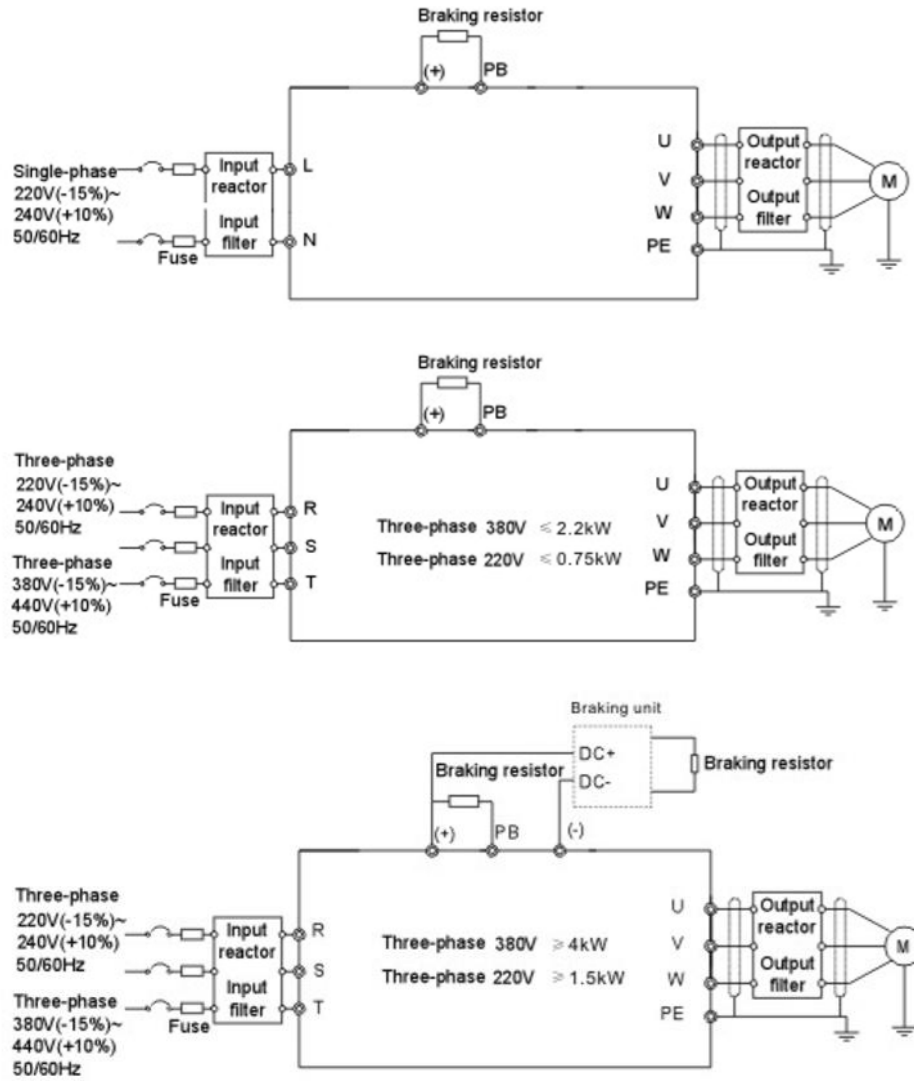 Braking resistor
(+)
PB
Single-phase
220V(-15%)~
240V(+10%)
50/60Hz
Fuse
Input
reactor
Input
filter
L
N
U
V
W
PE
Output
reactor
Output
filter
M
Braking resistor
(+)
PB
Three-phase
220V(-15%)~
240V(+10%)
50/60Hz
Three-phase
380V(-15%)~
440V(+10%)
50/60Hz
Fuse
Input
reactor
Input
filter
R
S
T
Three-phase 380V ≤2.2kW
Three-phase 220V ≤0.75kW
U
V
W
PE
Output
reactor
Output
filter
M
Braking unit
DC+
DC-
Braking resistor
Braking resistor
(+)
PB
(-)
Three-phase
220V(-15%)~
240V(+10%)
50/60Hz
Three-phase
380V(-15%)~
440V(+10%)
50/60Hz
Fuse
Input
reactor
Input
filter
R
S
T
Three-phase 380V ≥4kW
Three-phase 220V ≥1.5kW
U
V
W
PE
Output
reactor
Output
filter
M